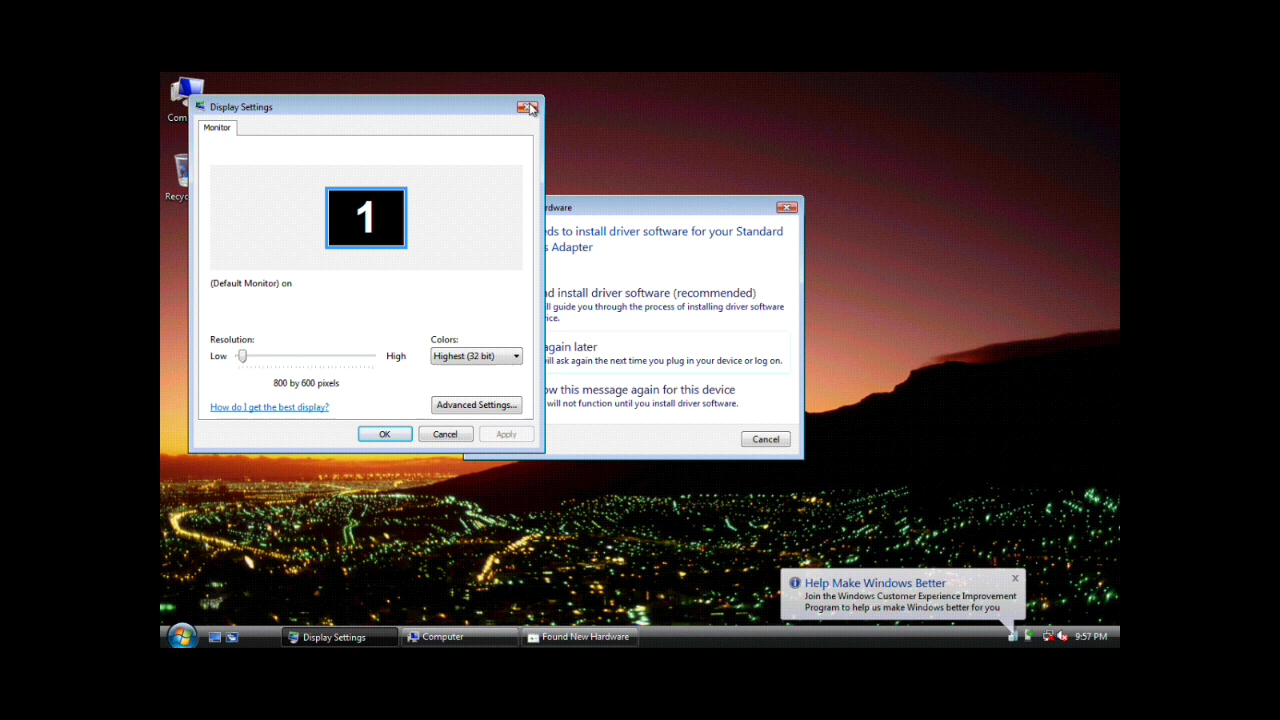 Com
Recyc
Display Settings
Monitor
1
(Default Monitor) on
Resolution:
Low
High
800 by 600 pixels
Colors:
Highest (32 bit)
How do I get the best display?
Advanced Settings...
OK
Cancel
Apply
rdware
eds to install driver software for your Standard
s Adapter
nd install driver software (recommended)
ll guide you through the process of installing driver software
ice.
again later
ill ask again the next time you plug in your device or log on.
ow this message again for this device
will not function until you install driver software.
Cancel
Help Make Windows Better
Join the Windows Customer Experience Improvement
Program to help us make Windows better for you
Display Settings
Computer
Found New Hardware
9:57 PM